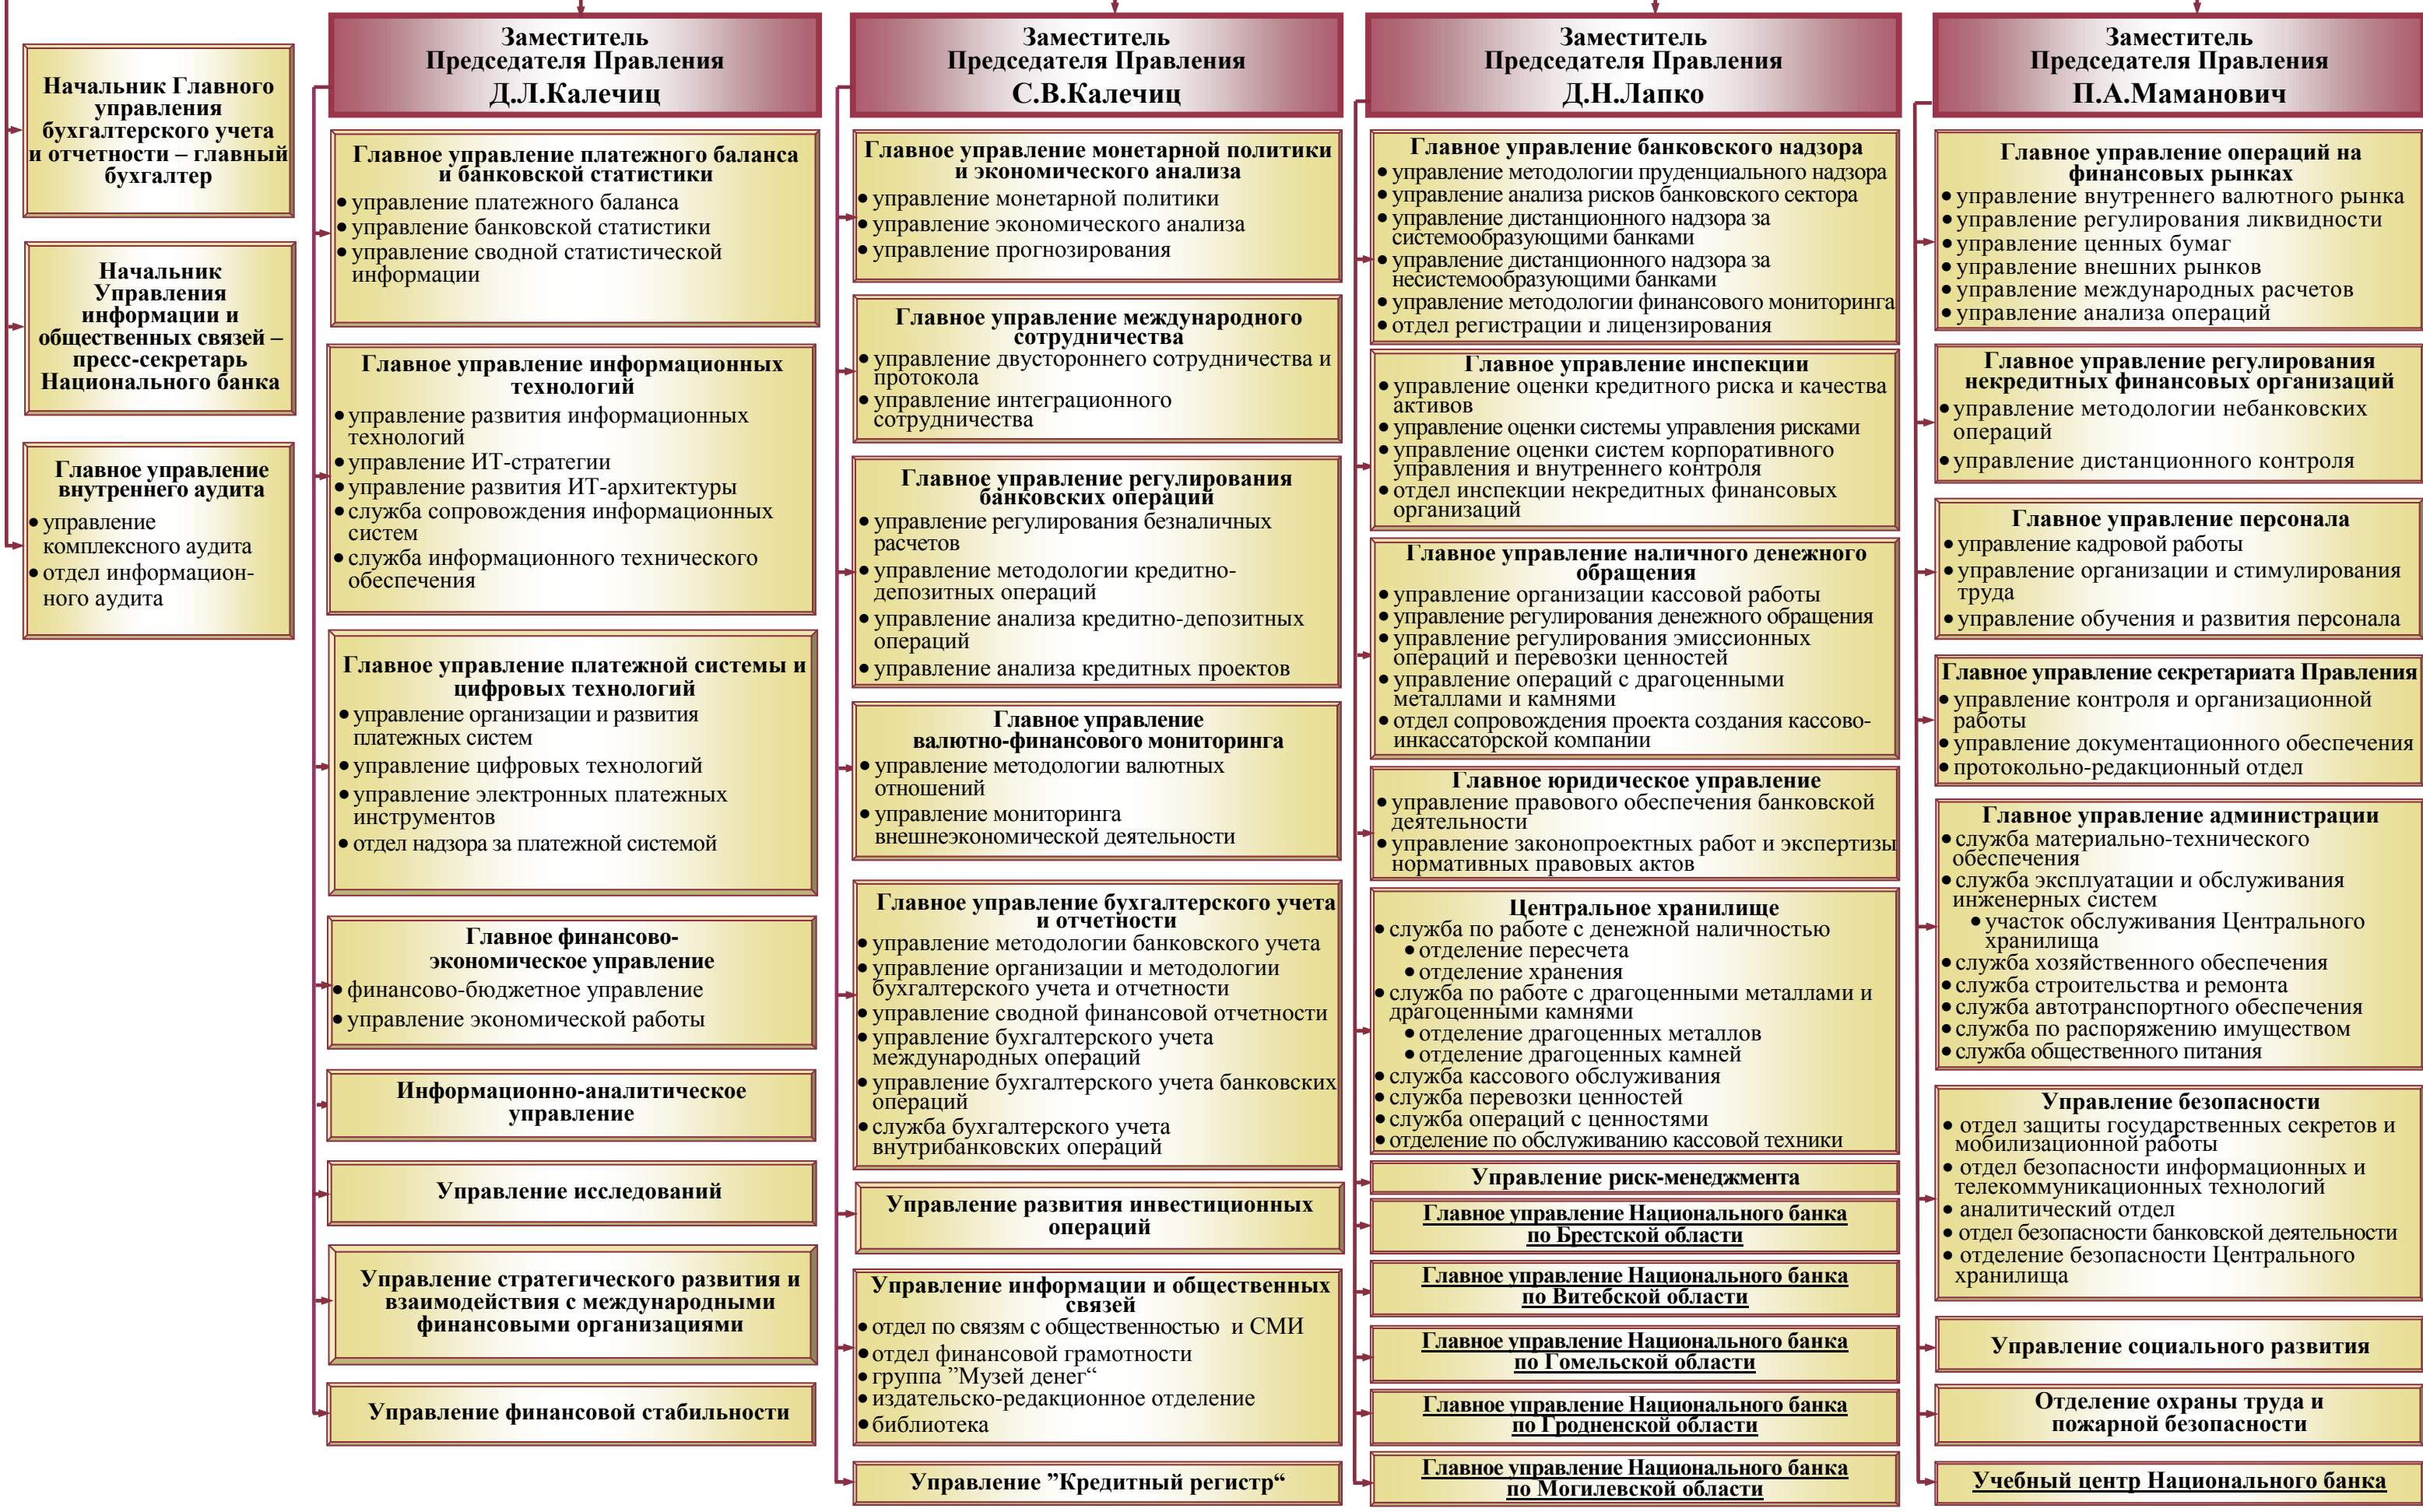 Начальник Главного
управления
бухгалтерского учета
и отчетности – главный
бухгалтер
Начальник
Управления
информации и
общественных связей –
пресс-секретарь
Национального банка
Главное управление
внутреннего аудита
• управление
комплексного аудита
• отдел информацион-
ного аудита
Заместитель
Председателя Правления
Д.Л.Калечиц
Главное управление платежного баланса
и банковской статистики
• управление платежного баланса
• управление банковской статистики
• управление сводной статистической
информации
Главное управление информационных
технологий
• управление развития информационных
технологий
• управление ИТ-стратегии
• управление развития ИТ-архитектуры
• служба сопровождения информационных
систем
• служба информационного технического
обеспечения
Главное управление платежной системы и
цифровых технологий
• управление организации и развития
платежных систем
• управление цифровых технологий
• управление электронных платежных
инструментов
• отдел надзора за платежной системой
Главное финансово-
экономическое управление
• финансово-бюджетное управление
• управление экономической работы
Информационно-аналитическое
управление
Управление исследований
Управление стратегического развития и
взаимодействия с международными
финансовыми организациями
Управление финансовой стабильности
Заместитель
Председателя Правления
С.В.Калечиц
Главное управление монетарной политики
и экономического анализа
• управление монетарной политики
• управление экономического анализа
• управление прогнозирования
Главное управление международного
сотрудничества
• управление двустороннего сотрудничества и
протокола
• управление интеграционного
сотрудничества
Главное управление регулирования
банковских операций
• управление регулирования безналичных
расчетов
• управление методологии кредитно-
депозитных операций
• управление анализа кредитно-депозитных
операций
• управление анализа кредитных проектов
Главное управление
валютно-финансового мониторинга
• управление методологии валютных
отношений
• управление мониторинга
внешнеэкономической деятельности
Главное управление бухгалтерского учета
и отчетности
• управление методологии банковского учета
• управление организации и методологии
бухгалтерского учета и отчетности
• управление сводной финансовой отчетности
• управление бухгалтерского учета
международных операций
• управление бухгалтерского учета банковских
операций
• служба бухгалтерского учета
внутрибанковских операций
Управление развития инвестиционных
операций
Управление информации и общественных
связей
• отдел по связям с общественностью и СМИ
• отдел финансовой грамотности
• группа ”Музей денег“
• издательско-редакционное отделение
• библиотека
Управление ”Кредитный регистр“
Заместитель
Председателя Правления
Д.Н.Лапко
Главное управление банковского надзора
• управление методологии пруденциального надзора
• управление анализа рисков банковского сектора
• управление дистанционного надзора за
системообразующими банками
• управление дистанционного надзора за
несистемообразующими банками
• управление методологии финансового мониторинга
• отдел регистрации и лицензирования
Главное управление инспекции
• управление оценки кредитного риска и качества
активов
• управление оценки системы управления рисками
• управление оценки систем корпоративного
управления и внутреннего контроля
• отдел инспекции некредитных финансовых
организаций
Главное управление наличного денежного
обращения
• управление организации кассовой работы
• управление регулирования денежного обращения
• управление регулирования эмиссионных
операций и перевозки ценностей
• управление операций с драгоценными
металлами и камнями
• отдел сопровождения проекта создания кассово-
инкассаторской компании
Главное юридическое управление
• управление правового обеспечения банковской
деятельности
• управление законопроектных работ и экспертизы
нормативных правовых актов
Центральное хранилище
• служба по работе с денежной наличностью
• отделение пересчета
• отделение хранения
• служба по работе с драгоценными металлами и
драгоценными камнями
• отделение драгоценных металлов
• отделение драгоценных камней
• служба кассового обслуживания
• служба перевозки ценностей
• служба операций с ценностями
• отделение по обслуживанию кассовой техники
Управление риск-менеджмента
Главное управление Национального банка
по Брестской области
Главное управление Национального банка
по Витебской области
Главное управление Национального банка
по Гомельской области
Главное управление Национального банка
по Гродненской области
Главное управление Национального банка
по Могилевской области
Заместитель
Председателя Правления
П.А.Маманович
Главное управление операций на
финансовых рынках
• управление внутреннего валютного рынка
• управление регулирования ликвидности
• управление ценных бумаг
• управление внешних рынков
• управление международных расчетов
• управление анализа операций
Главное управление регулирования
некредитных финансовых организаций
• управление методологии небанковских
операций
• управление дистанционного контроля
Главное управление персонала
• управление кадровой работы
• управление организации и стимулирования
труда
• управление обучения и развития персонала
Главное управление секретариата Правления
• управление контроля и организационной
работы
• управление документационного обеспечения
• протокольно-редакционный отдел
Главное управление администрации
• служба материально-технического
обеспечения
• служба эксплуатации и обслуживания
инженерных систем
• участок обслуживания Центрального
хранилища
• служба хозяйственного обеспечения
• служба строительства и ремонта
• служба автотранспортного обеспечения
• служба по распоряжению имуществом
• служба общественного питания
Управление безопасности
• отдел защиты государственных секретов и
мобилизационной работы
• отдел безопасности информационных и
телекоммуникационных технологий
• аналитический отдел
• отдел безопасности банковской деятельности
• отделение безопасности Центрального
хранилища
Управление социального развития
Отделение охраны труда и
пожарной безопасности
Учебный центр Национального банка